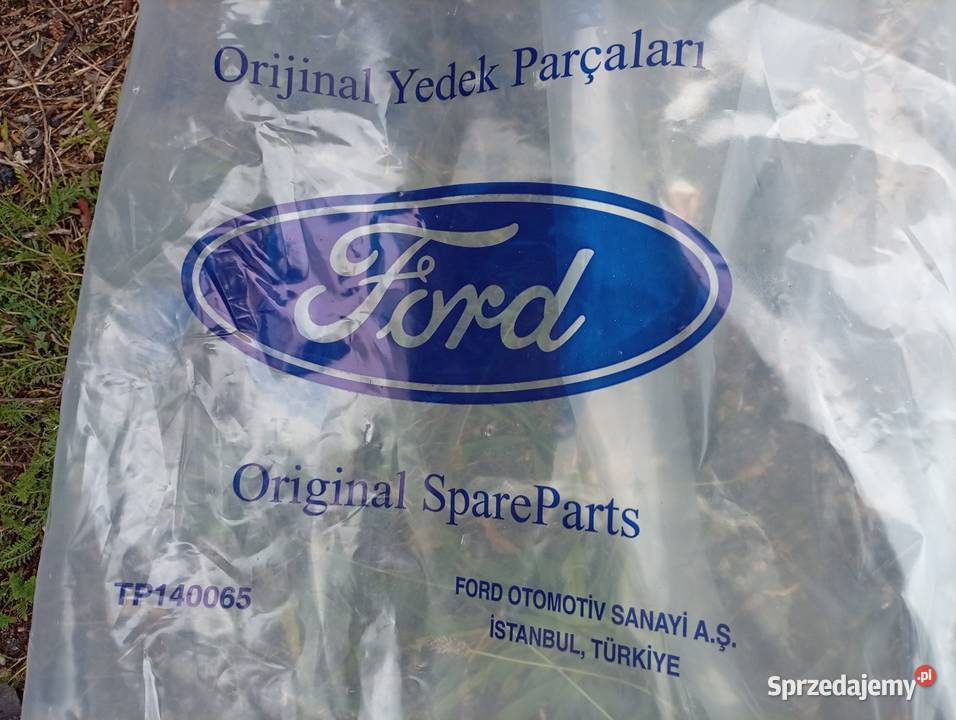 Orijinal Yedek Parçaları
Ford
Original SpareParts
TP140065
FORD OTOMOTİV SANAYİ A.Ş.
İSTANBUL, TÜRKİYE
Sprzedajemy.pl